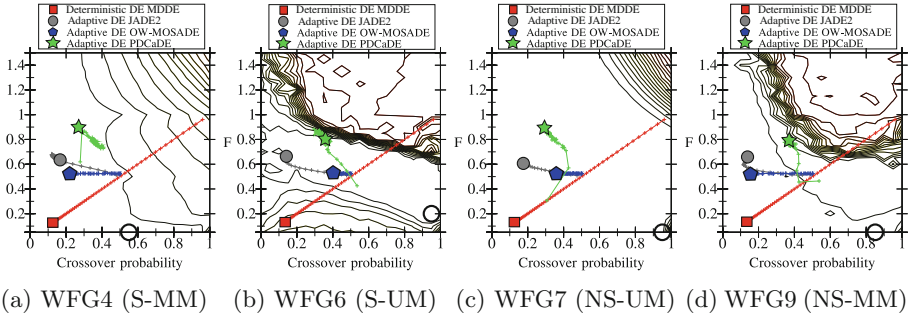 Deterministic DE MDDE
Adaptive DE JADE2
Adaptive DE OW-MOSADE
Adaptive DE PDCaDE
1.4
1.2
1
0.8
0.6
0.4
0.2
0 0.2 0.4 0.6 0.8 1
Crossover probability
(a) WFG4 (S-MM)
Deterministic DE MDDE
Adaptive DE JADE2
Adaptive DE OW-MOSADE
Adaptive DE PDCaDE
F
1.4
1.2
1
0.8
0.6
0.4
0.2
0 0.2 0.4 0.6 0.8 1
Crossover probability
(b) WFG6 (S-UM)
Deterministic DE MDDE
Adaptive DE JADE2
Adaptive DE OW-MOSADE
Adaptive DE PDCaDE
1.4
1.2
1
0.8
0.6
0.4
0.2
0 0.2 0.4 0.6 0.8 1
Crossover probability
(c) WFG7 (NS-UM)
Deterministic DE MDDE
Adaptive DE JADE2
Adaptive DE OW-MOSADE
Adaptive DE PDCaDE
F
1.4
1.2
1
0.8
0.6
0.4
0.2
0 0.2 0.4 0.6 0.8 1
Crossover probability
(d) WFG9 (NS-MM)